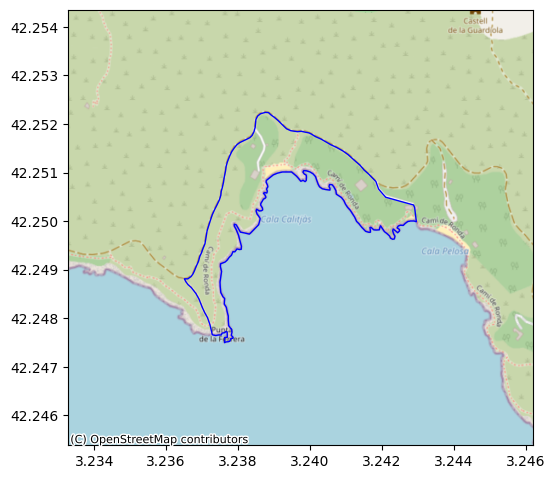 42.254
42.253
42.252
42.251
42.250
42.249
42.248
42.247
42.246
Castell
de la Guardiola
Camí de Ronda
Cala Calitjàs
Camí de Ronda
Cala Pelosa
Camí de Ronda
Camí de Ronda
de la F
era
(C) OpenStreetMap contributors
3.234
3.236
3.238
3.240
3.242
3.244
3.246